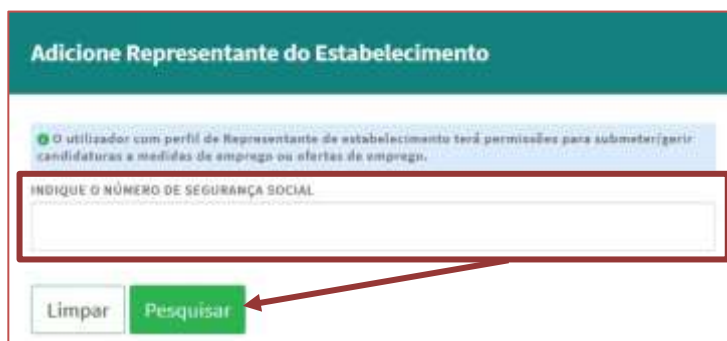 Adicione Representante do Estabelecimento
O utilizador com perfil de Representante de estabelecimento terá permissões para submeter/gerir
candidaturas a medidas de emprego ou ofertas de emprego.
INDIQUE O NÚMERO DE SEGURANÇA SOCIAL
Limpar Pesquisar